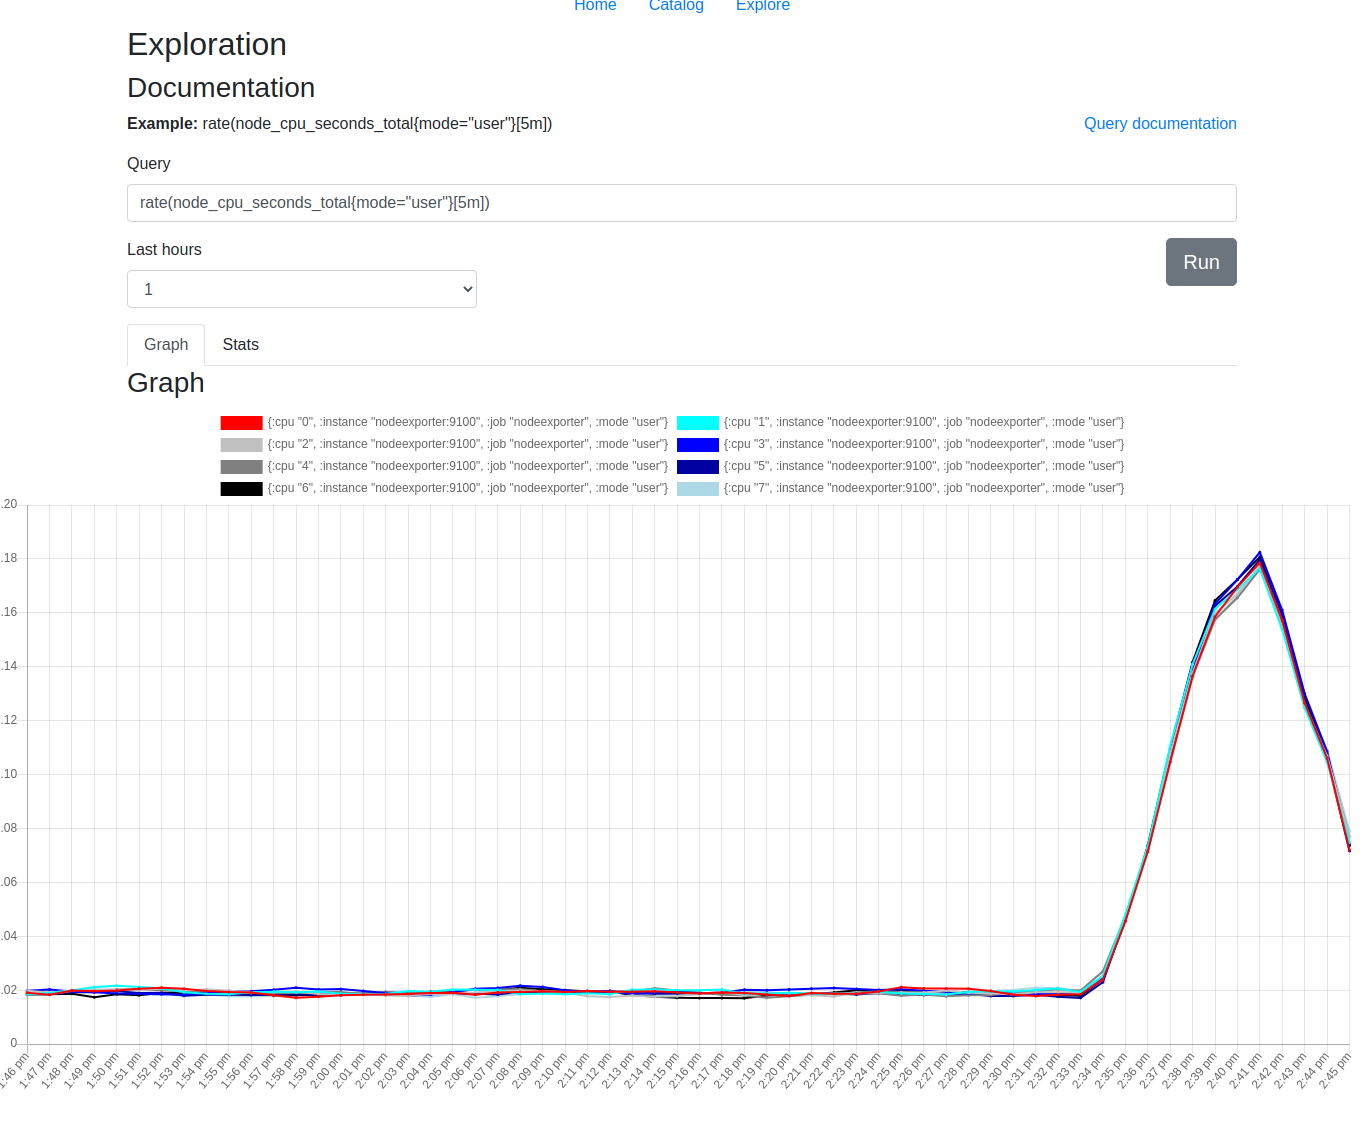 Home Catalog Explore
Exploration
Documentation
Example: rate(node_cpu_seconds_total{mode="user"}[5m])
Query documentation
Query
rate(node_cpu_seconds_total{mode="user"}[5m])
Last hours
1
Run
Graph Stats
Graph
{:cpu "0", :instance "nodeexporter:9100", :job "nodeexporter", :mode "user"} {:cpu "1", :instance "nodeexporter:9100", :job "nodeexporter", :mode "user"}
{:cpu "2", :instance "nodeexporter:9100", :job "nodeexporter", :mode "user"} {:cpu "3", :instance "nodeexporter:9100", :job "nodeexporter", :mode "user"}
{:cpu "4", :instance "nodeexporter:9100", :job "nodeexporter", :mode "user"} {:cpu "5", :instance "nodeexporter:9100", :job "nodeexporter", :mode "user"}
{:cpu "6", :instance "nodeexporter:9100", :job "nodeexporter", :mode "user"} {:cpu "7", :instance "nodeexporter:9100", :job "nodeexporter", :mode "user"}
.20
.18
.16
.14
.12
.10
.08
.06
.04
.02
0
1:46 pm
1:47 pm
1:48 pm
1:49 pm
1:50 pm
1:51 pm
1:52 pm
1:53 pm
1:54 pm
1:55 pm
1:56 pm
1:57 pm
1:58 pm
1:59 pm
2:00 pm
2:01 pm
2:02 pm
2:03 pm
2:04 pm
2:05 pm
2:06 pm
2:07 pm
2:08 pm
2:09 pm
2:10 pm
2:11 pm
2:12 pm
2:13 pm
2:14 pm
2:15 pm
2:16 pm
2:17 pm
2:18 pm
2:19 pm
2:20 pm
2:21 pm
2:22 pm
2:23 pm
2:24 pm
2:25 pm
2:26 pm
2:27 pm
2:28 pm
2:29 pm
2:30 pm
2:31 pm
2:32 pm
2:33 pm
2:34 pm
2:35 pm
2:36 pm
2:37 pm
2:38 pm
2:39 pm
2:40 pm
2:41 pm
2:42 pm
2:43 pm
2:44 pm
2:45 pm